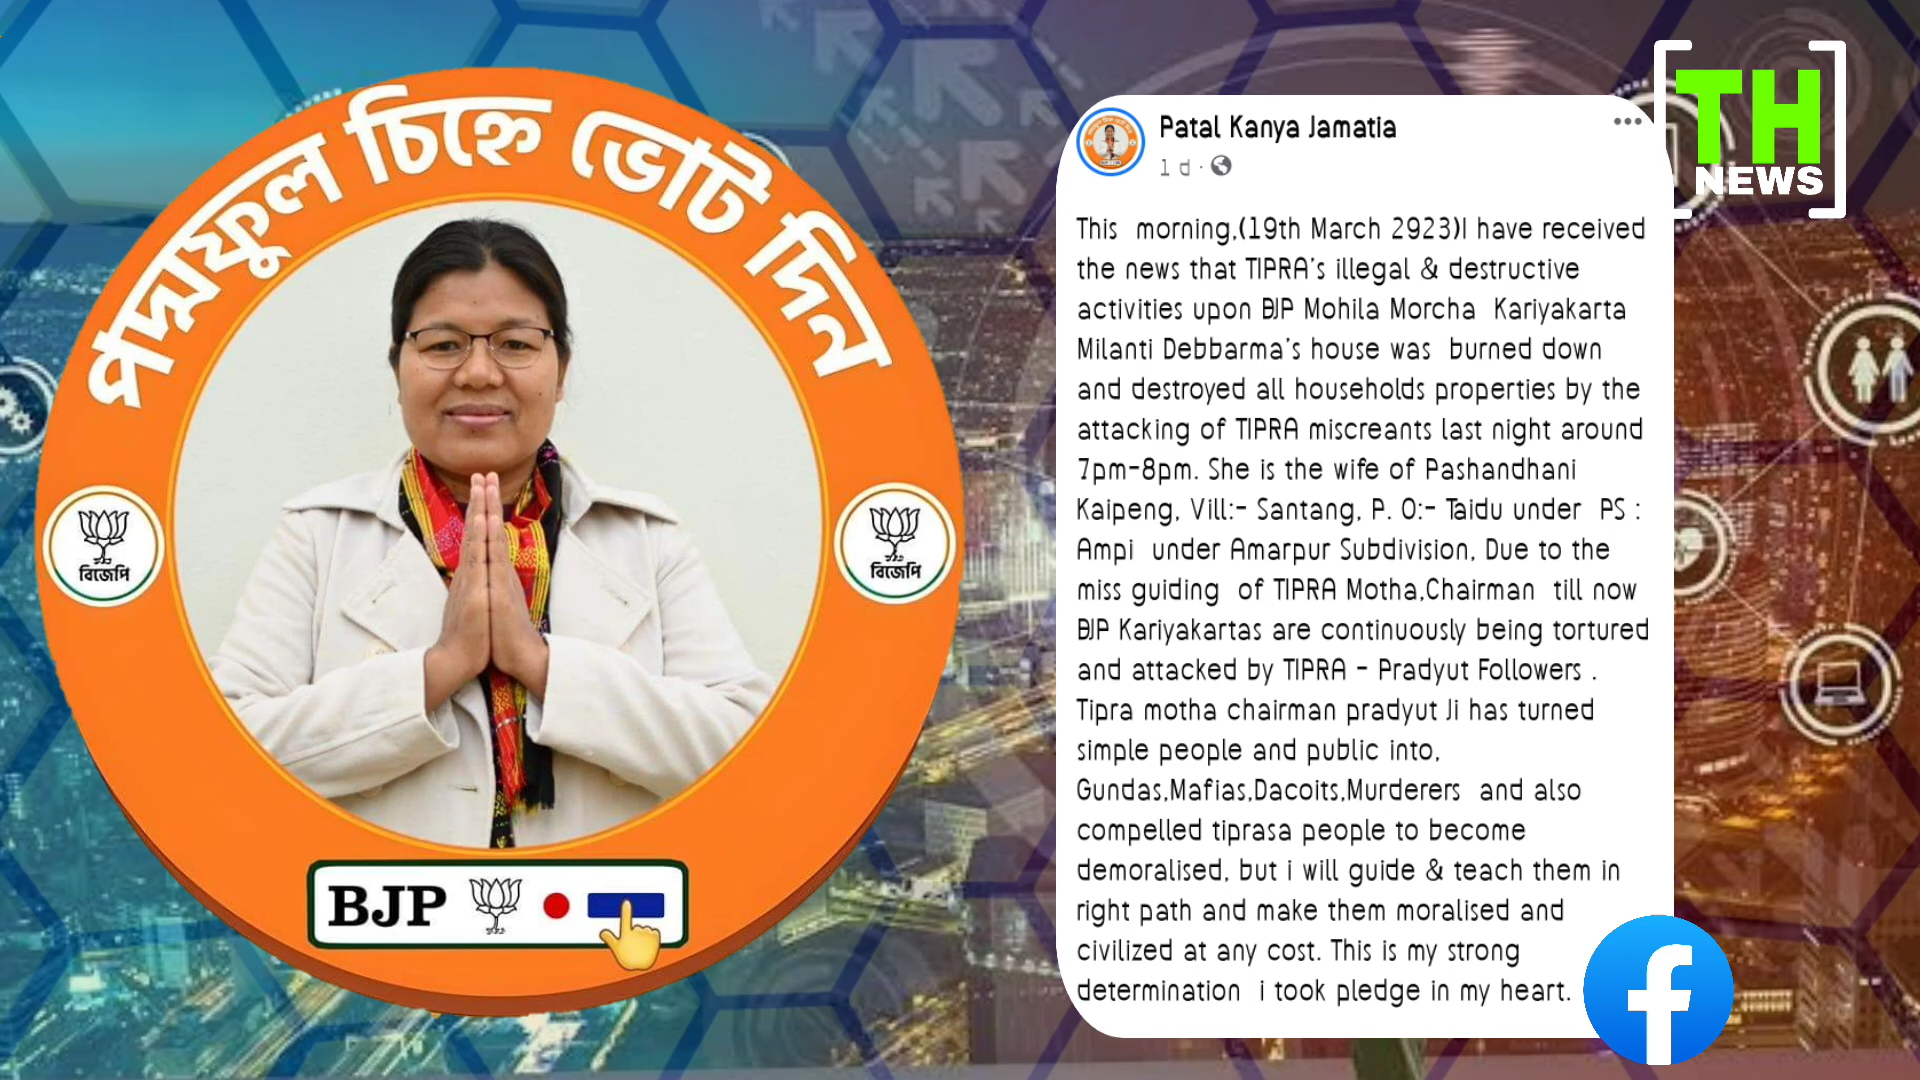 পদ্মফুল চিহ্নে ভোট দিন
বিজেপি
বিজেপি
BJP
TH
NEWS
Patal Kanya Jamatia
1 d ·
This morning,(19th March 2923)I have received
the news that TIPRA's illegal & destructive
activities upon BJP Mohila Morcha Kariyakarta
Milanti Debbarma's house was burned down
and destroyed all households properties by the
attacking of TIPRA miscreants last night around
7pm-8pm. She is the wife of Pashandhani
Kaipeng, Vill:- Santang, P. O:- Taidu under PS :
Ampi under Amarpur Subdivision, Due to the
miss guiding of TIPRA Motha,Chairman till now
BJP Kariyakartas are continuously being tortured
and attacked by TIPRA - Pradyut Followers .
Tipra motha chairman pradyut Ji has turned
simple people and public into,
Gundas,Mafias,Dacoits,Murderers and also
compelled tiprasa people to become
demoralised, but i will guide & teach them in
right path and make them moralised and
civilized at any cost. This is my strong
determination i took pledge in my heart.